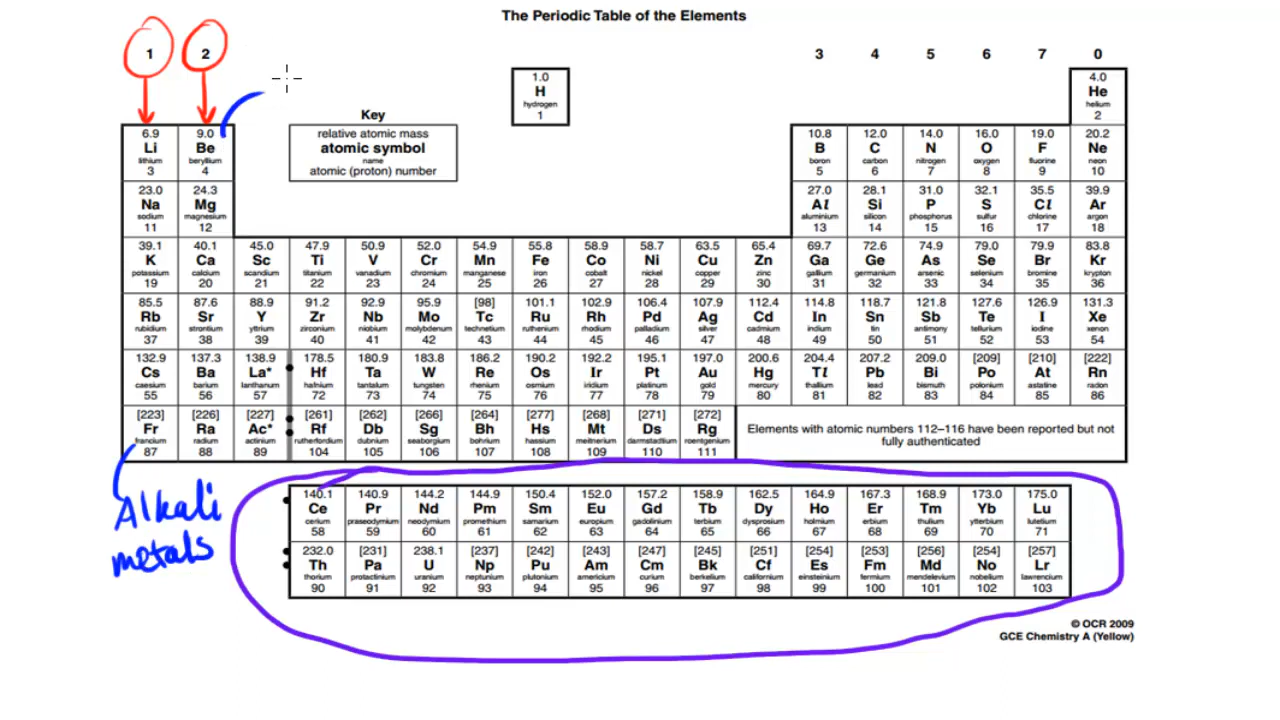 The Periodic Table of the Elements
1 2 3 4 5 6 7 0
1.0 4.0
H He
hydrogen helium
1 2
Key
relative atomic mass
atomic symbol
name
atomic (proton) number
6.9 9.0 10.8 12.0 14.0 16.0 19.0 20.2
Li Be B C N O F Ne
lithium beryllium boron carbon nitrogen oxygen fluorine neon
3 4 5 6 7 8 9 10
23.0 24.3 27.0 28.1 31.0 32.1 35.5 39.9
Na Mg Al Si P S Cl Ar
sodium magnesium aluminium silicon phosphorus sulfur chlorine argon
11 12 13 14 15 16 17 18
39.1 40.1 45.0 47.9 50.9 52.0 54.9 55.8 58.9 58.7 63.5 65.4 69.7 72.6 74.9 79.0 79.9 83.8
K Ca Sc Ti V Cr Mn Fe Co Ni Cu Zn Ga Ge As Se Br Kr
potassium calcium scandium titanium vanadium chromium manganese iron cobalt nickel copper zinc gallium germanium arsenic selenium bromine krypton
19 20 21 22 23 24 25 26 27 28 29 30 31 32 33 34 35 36
85.5 87.6 88.9 91.2 92.9 95.9 [98] 101.1 102.9 106.4 107.9 112.4 114.8 118.7 121.8 127.6 126.9 131.3
Rb Sr Y Zr Nb Mo Tc Ru Rh Pd Ag Cd In Sn Sb Te I Xe
rubidium strontium yttrium zirconium niobium molybdenum technetium ruthenium rhodium palladium silver cadmium indium tin antimony tellurium iodine xenon
37 38 39 40 41 42 43 44 45 46 47 48 49 50 51 52 53 54
132.9 137.3 138.9 178.5 180.9 183.8 186.2 190.2 192.2 195.1 197.0 200.6 204.4 207.2 209.0 [209] [210] [222]
Cs Ba La* Hf Ta W Re Os Ir Pt Au Hg Tl Pb Bi Po At Rn
caesium barium lanthanum hafnium tantalum tungsten rhenium osmium iridium platinum gold mercury thallium lead bismuth polonium astatine radon
55 56 57 72 73 74 75 76 77 78 79 80 81 82 83 84 85 86
[223] [226] [227] [261] [262] [266] [264] [277] [268] [271] [272]
Fr Ra Ac* Rf Db Sg Bh Hs Mt Ds Rg
francium radium actinium rutherfordium dubnium seaborgium bohrium hassium meitnerium darmstadtium roentgenium
87 88 89 104 105 106 107 108 109 110 111
Elements with atomic numbers 112–116 have been reported but not
fully authenticated
Alkali
metals
140.1 140.9 144.2 144.9 150.4 152.0 157.2 158.9 162.5 164.9 167.3 168.9 173.0 175.0
Ce Pr Nd Pm Sm Eu Gd Tb Dy Ho Er Tm Yb Lu
cerium praseodymium neodymium promethium samarium europium gadolinium terbium dysprosium holmium erbium thulium ytterbium lutetium
58 59 60 61 62 63 64 65 66 67 68 69 70 71
232.0 [231] 238.1 [237] [242] [243] [247] [245] [251] [254] [253] [256] [254] [257]
Th Pa U Np Pu Am Cm Bk Cf Es Fm Md No Lr
thorium protactinium uranium neptunium plutonium americium curium berkelium californium einsteinium fermium mendelevium nobelium lawrencium
90 91 92 93 94 95 96 97 98 99 100 101 102 103
© OCR 2009
GCE Chemistry A (Yellow)